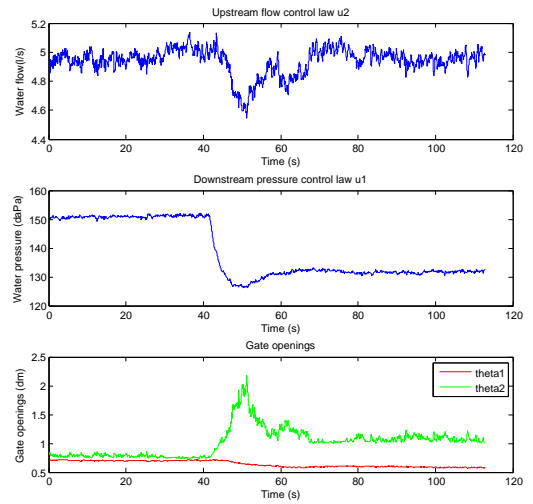 Upstream flow control law u2
Water flow(l/s)
5.2
5
4.8
4.6
4.4
0 20 40 60 80 100 120
Time (s)
Downstream pressure control law u1
Water pressure (daPa)
160
150
140
130
120
0 20 40 60 80 100 120
Time (s)
Gate openings
Gate openings (dm)
2.5
2
1.5
1
0.5
theta1
theta2
0 20 40 60 80 100 120
Time (s)